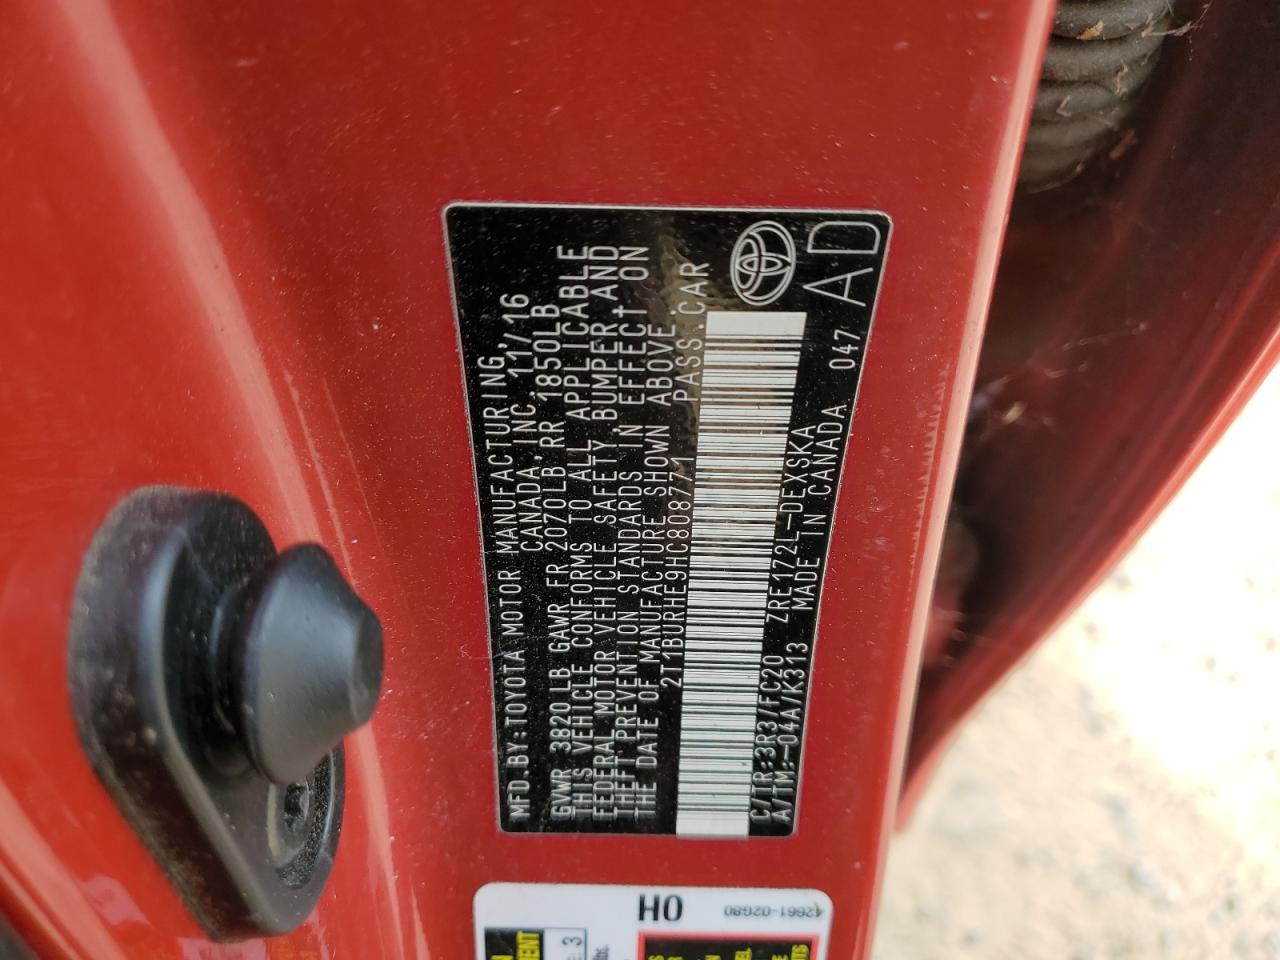 MFD.BY:TOYOTA MOTOR MANUFACTURING,
CANADA,INC. 11/16
GVWR 3820LB GAWR FR 2070LB RR 1850LB
THIS VEHICLE CONFORMS TO ALL APPLICABLE
FEDERAL MOTOR VEHICLE SAFETY, BUMPER, AND
THEFT PREVENTION STANDARDS IN EFFECT ON
THE DATE OF MANUFACTURE SHOWN ABOVE.
2T1BURHE9HC808771 PASS.CAR
C/TR:3R3/FC20 ZRE172L-DEXSKA
A/TM:-04A/K313 MADE IN CANADA 047
AD
0H
42661-02G80